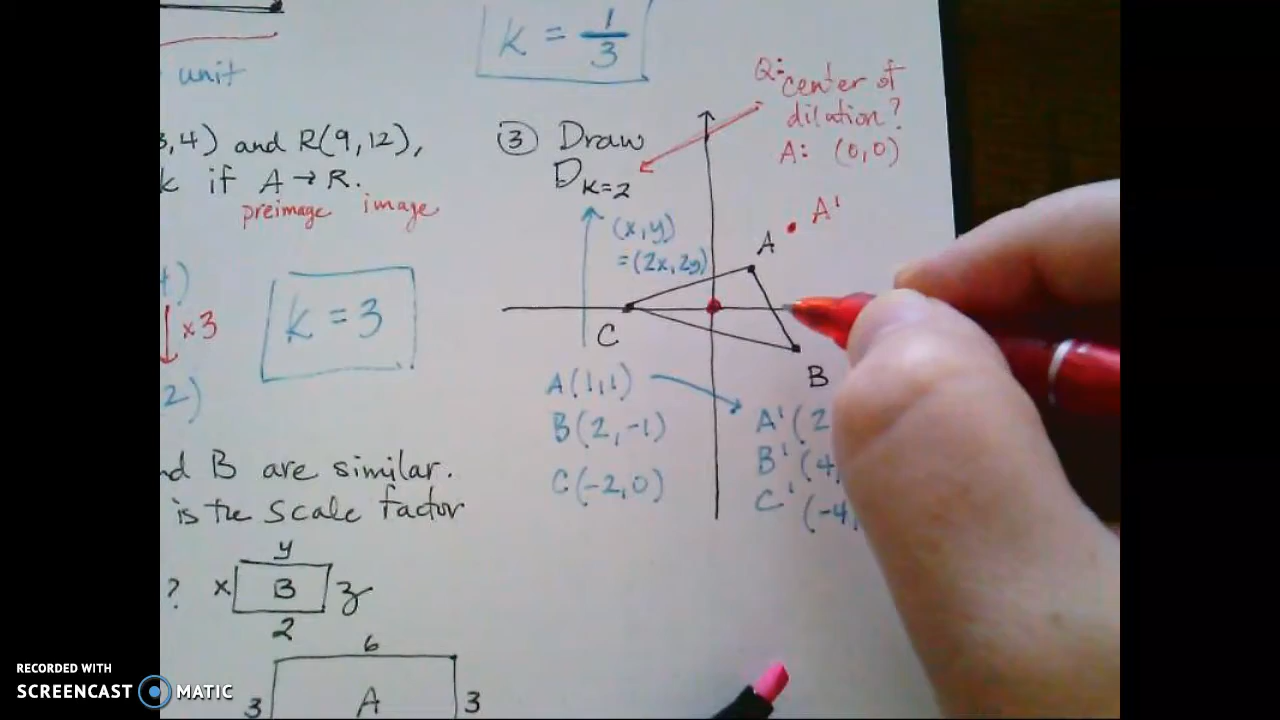 unit
k = 1/3
,4) and R(9,12),
k if A → R.
preimage image
x3
k = 3
2)
B are similar.
is the scale factor
?
y
x B z
2
6
3 A 3
③ Draw
D k=2
Q: center of
dilation?
A: (0,0)
(x,y)
=(2x,2y)
A'
A
C
B
A(1,1)
B(2,-1)
C(-2,0)
A'(2
B'(4,
C'(-4,
RECORDED WITH
SCREENCAST MATIC